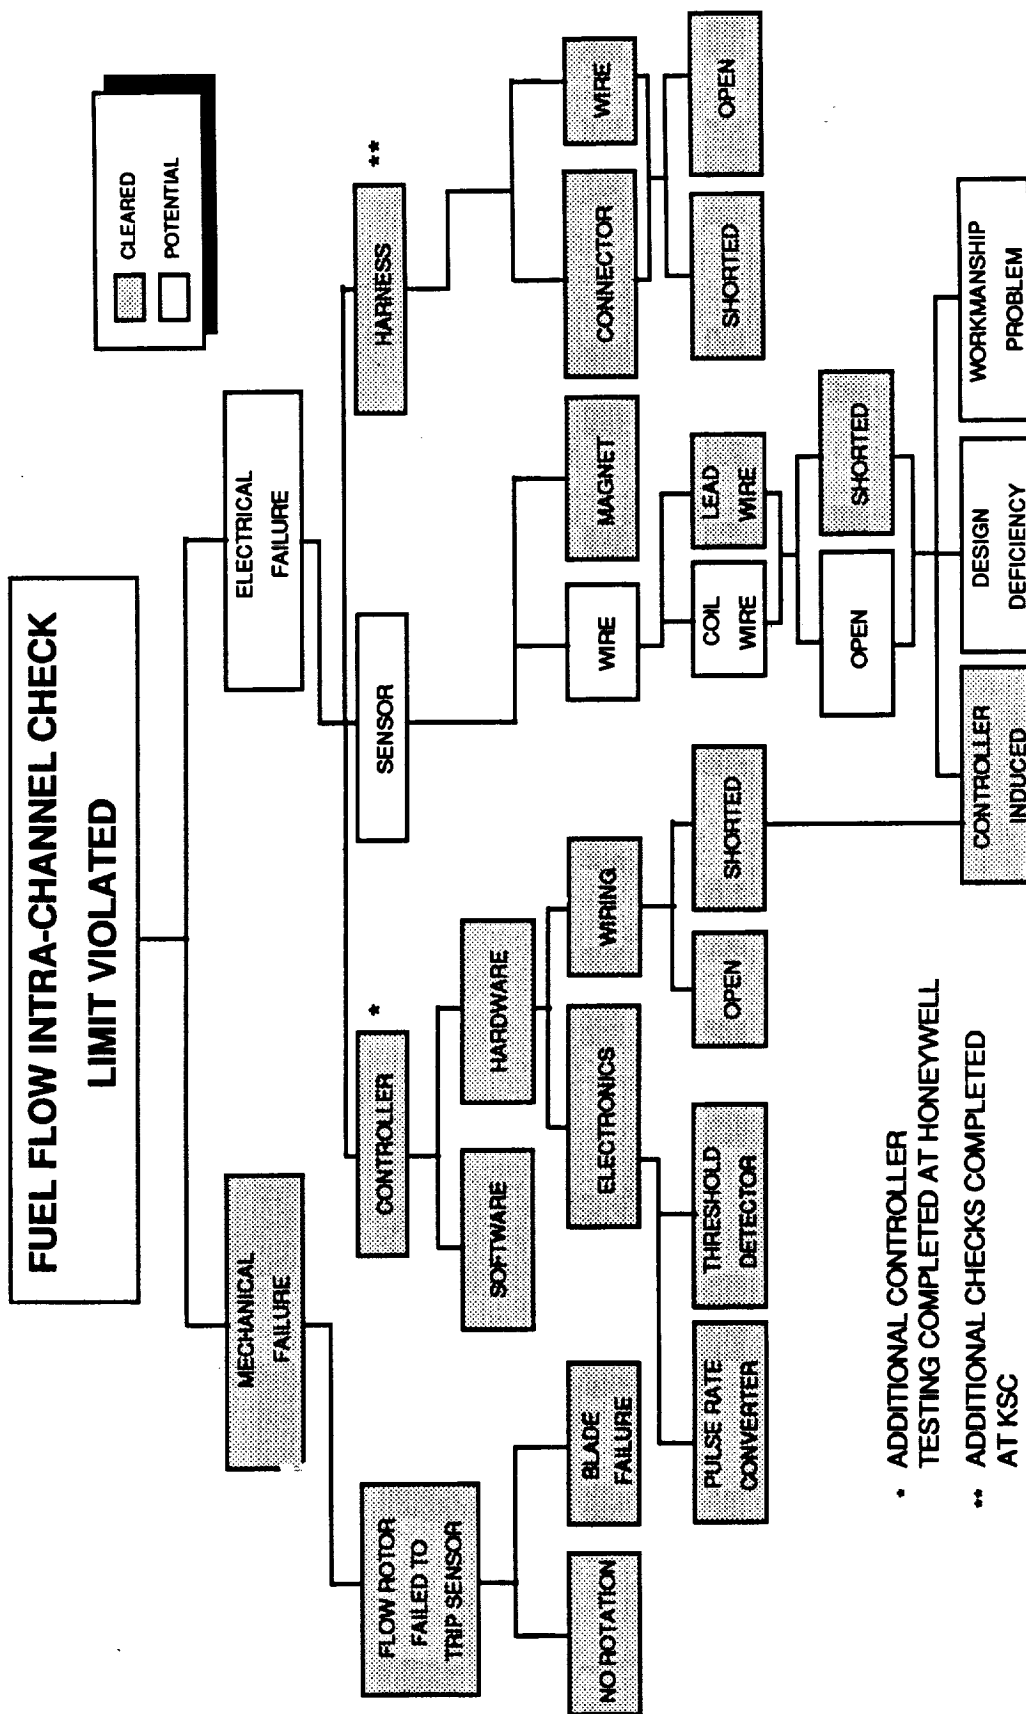 FUEL FLOW INTRA-CHANNEL CHECK
LIMIT VIOLATED
CLEARED
POTENTIAL
MECHANICAL
FAILURE
ELECTRICAL
FAILURE
FLOW ROTOR
FAILED TO
TRIP SENSOR
CONTROLLER
*
SENSOR
HARNESS
**
SOFTWARE
HARDWARE
NO ROTATION
BLADE
FAILURE
ELECTRONICS
WIRING
WIRE
MAGNET
CONNECTOR
WIRE
PULSE RATE
CONVERTER
THRESHOLD
DETECTOR
OPEN
SHORTED
COIL
WIRE
LEAD
WIRE
SHORTED
OPEN
OPEN
SHORTED
CONTROLLER
INDUCED
DESIGN
DEFICIENCY
WORKMANSHIP
PROBLEM
* ADDITIONAL CONTROLLER
TESTING COMPLETED AT HONEYWELL
** ADDITIONAL CHECKS COMPLETED
AT KSC